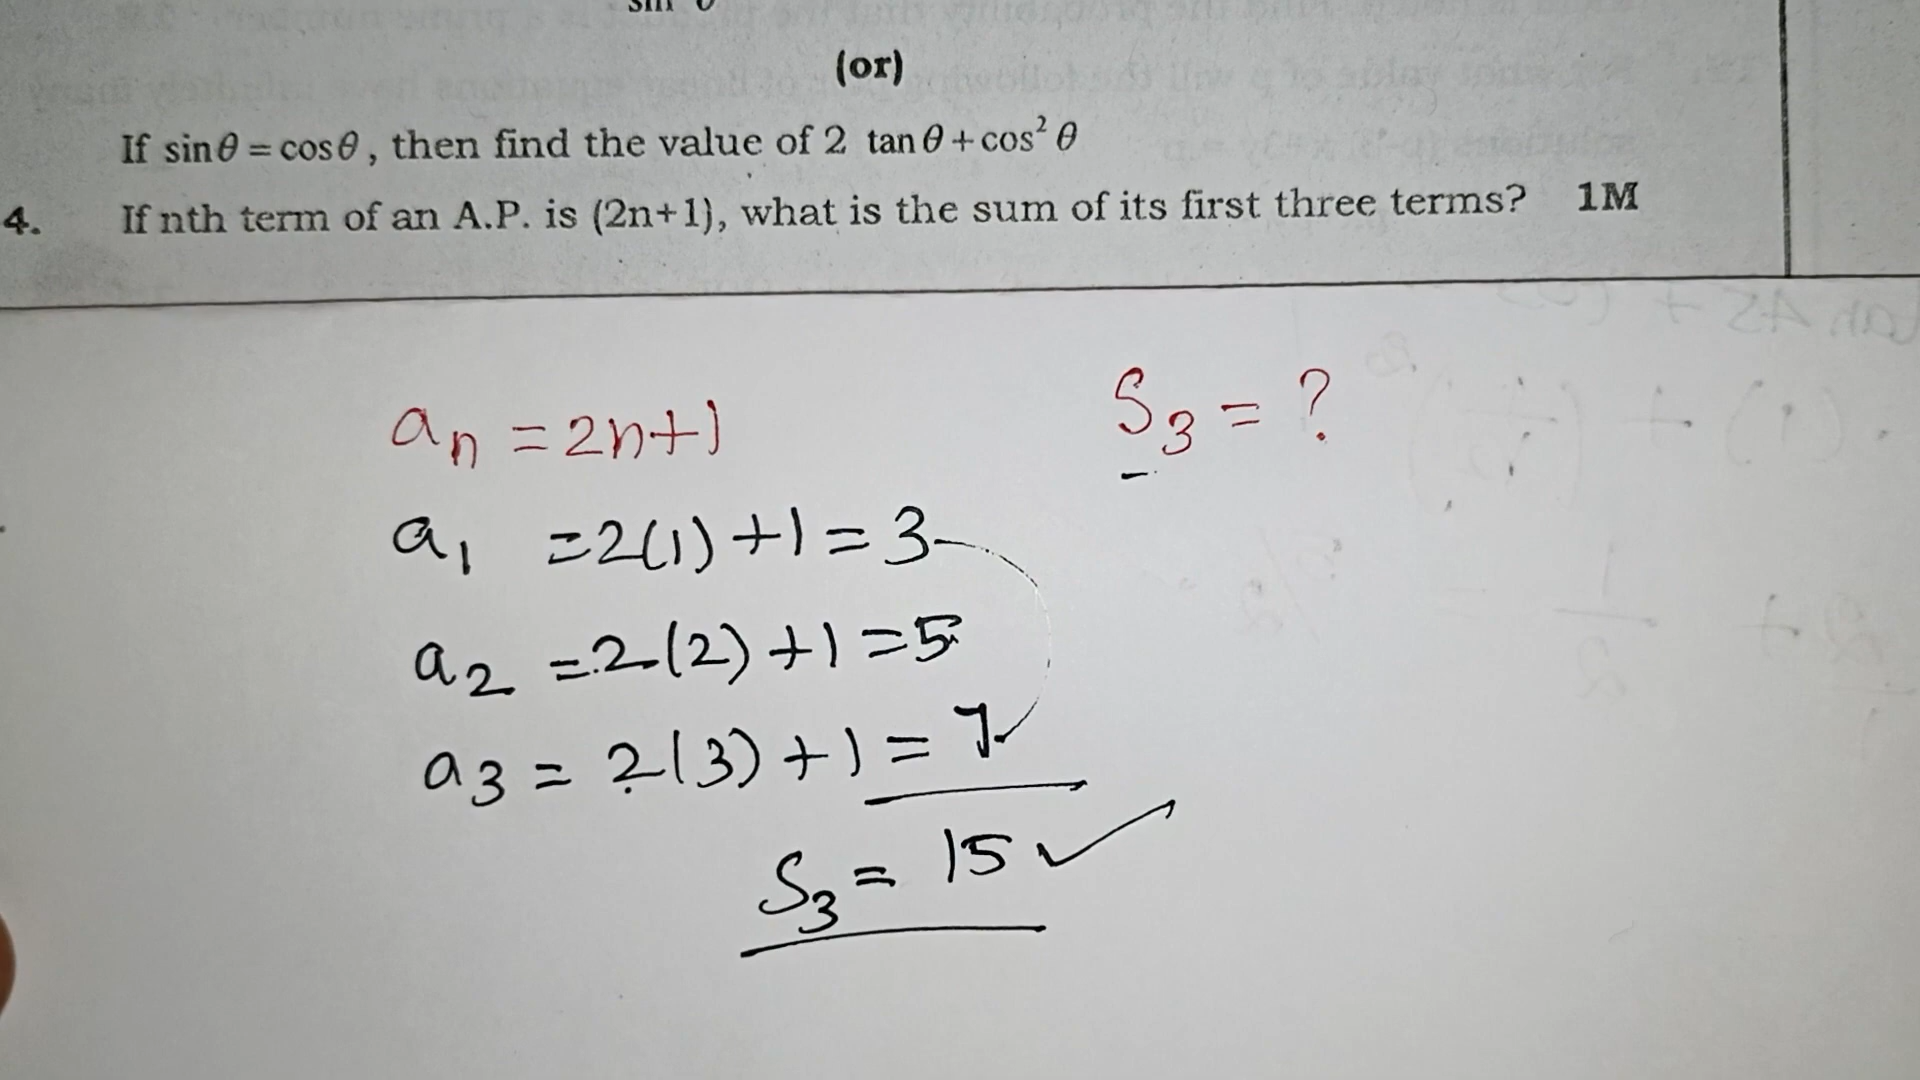 (or)
If sinθ = cosθ, then find the value of 2 tanθ + cos² θ
4. If nth term of an A.P. is (2n+1), what is the sum of its first three terms? 1M
aₙ = 2n+1
S₃ = ?
a₁ = 2(1) +1 = 3
a₂ = 2(2) +1 = 5
a₃ = 2(3) +1 = 7
S₃ = 15 ✓